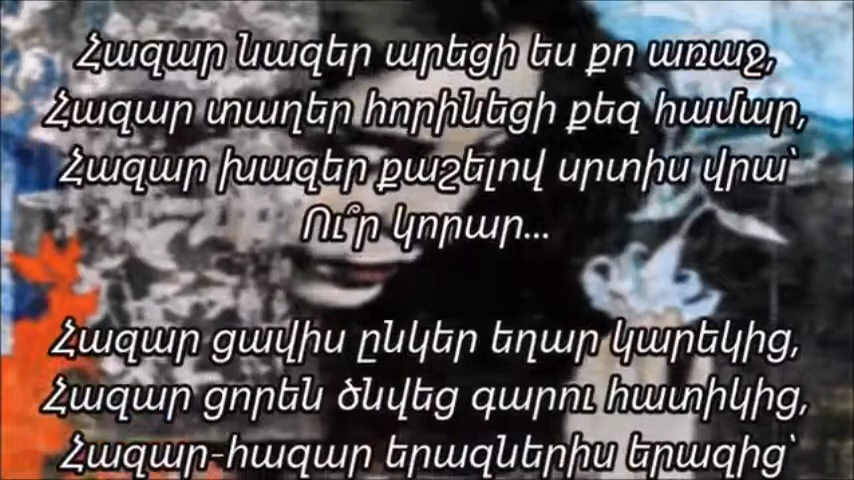 Հազար նազեր արեցի ես քո առաջ,
Հազար տաղեր հորինեցի քեզ համար,
Հազար խազեր քաշելով սրտիս վրա՝
Ու՞ր կորար...
Հազար ցավիս ընկեր եղար կարեկից,
Հազար ցորեն ծնվեց գարու հատիկից,
Հազար-հազար երազներիս երազից՝